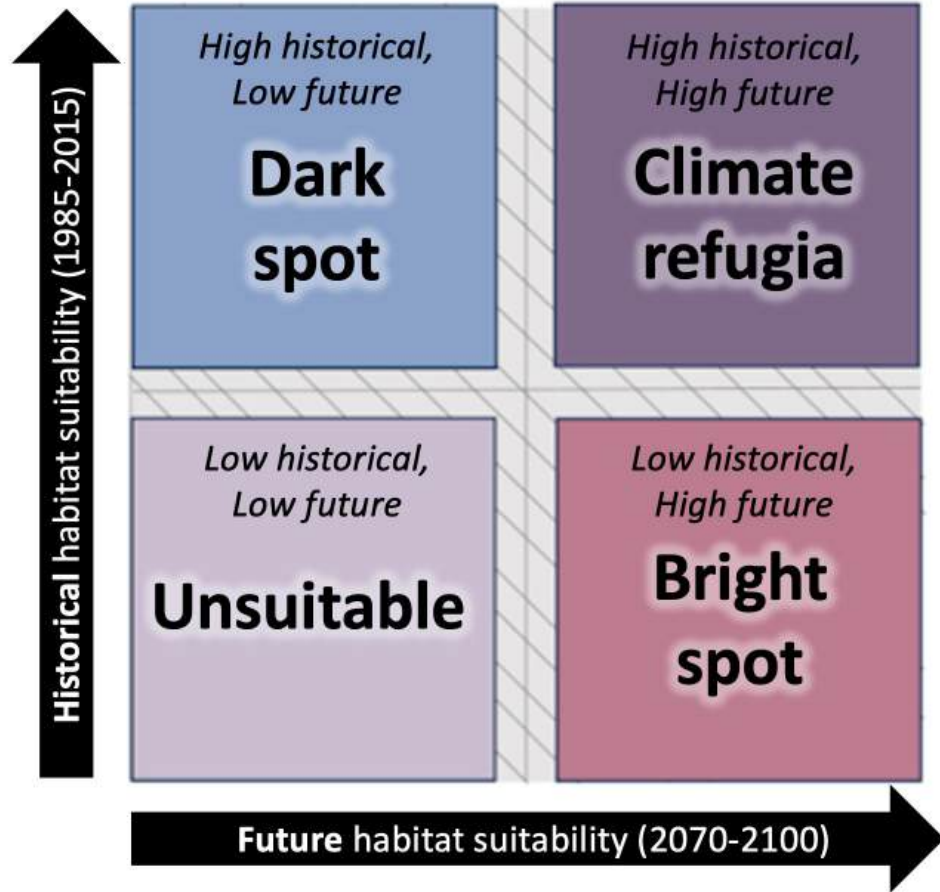 High historical,
Low future
Dark
spot
High historical,
High future
Climate
refugia
Low historical,
Low future
Unsuitable
Low historical,
High future
Bright
spot
Historical habitat suitability (1985-2015)
Future habitat suitability (2070-2100)